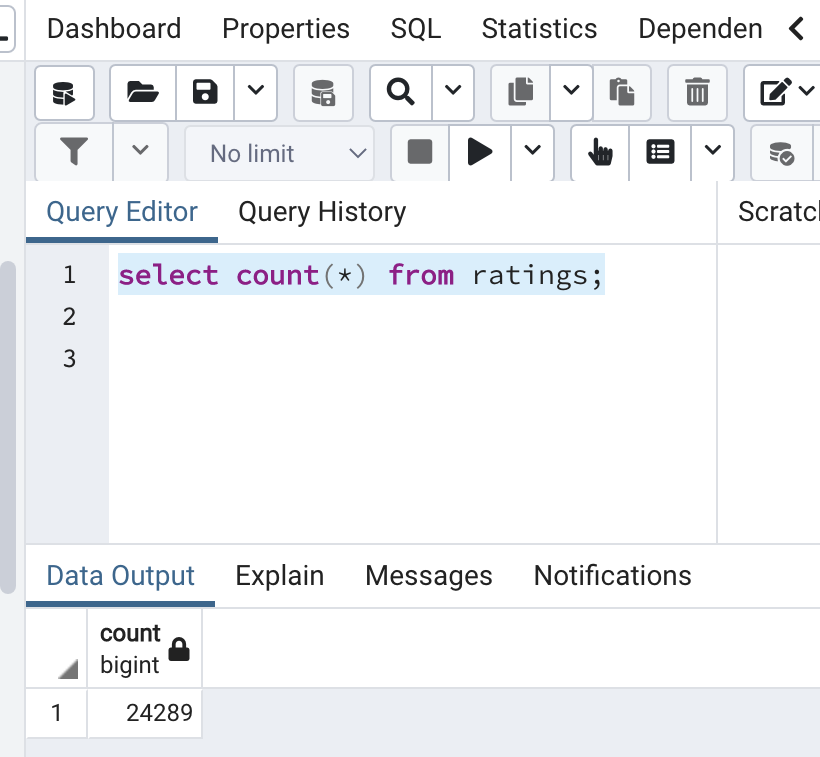 Dashboard Properties SQL Statistics Dependen
No limit
Query Editor Query History Scratch
1 select count(*) from ratings;
2
3
Data Output Explain Messages Notifications
count
bigint
1 24289